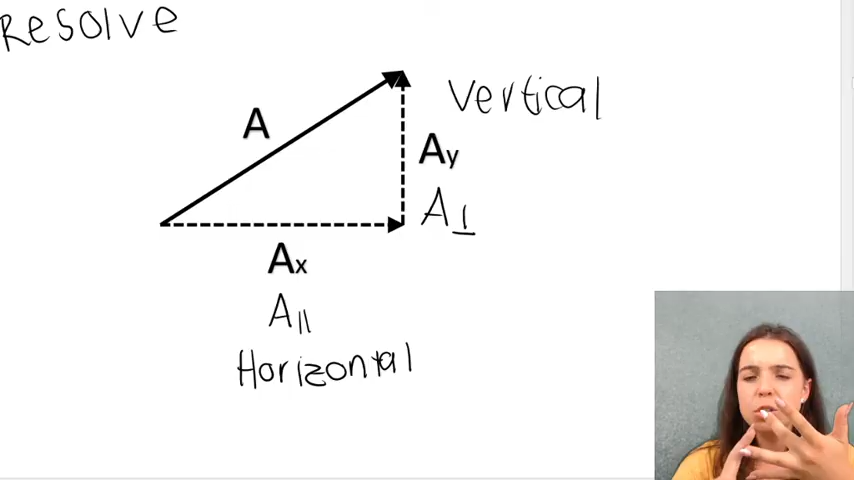 Resolve
Vertical
A
Ay
A⊥
Ax
A||
Horizontal